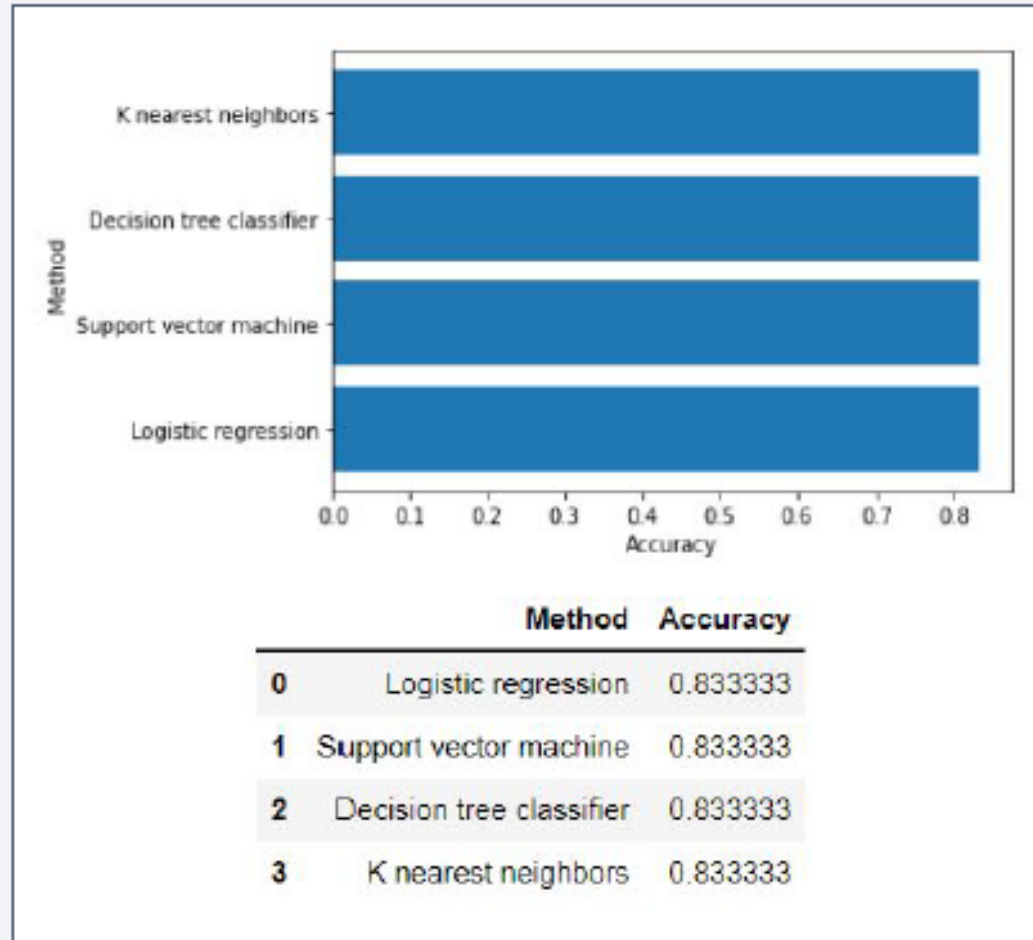 K nearest neighbors
Decision tree classifier
Method
Support vector machine
Logistic regression
0.0 0.1 0.2 0.3 0.4 0.5 0.6 0.7 0.8
Accuracy
Method Accuracy
0 Logistic regression 0.833333
1 Support vector machine 0.833333
2 Decision tree classifier 0.833333
3 K nearest neighbors 0.833333